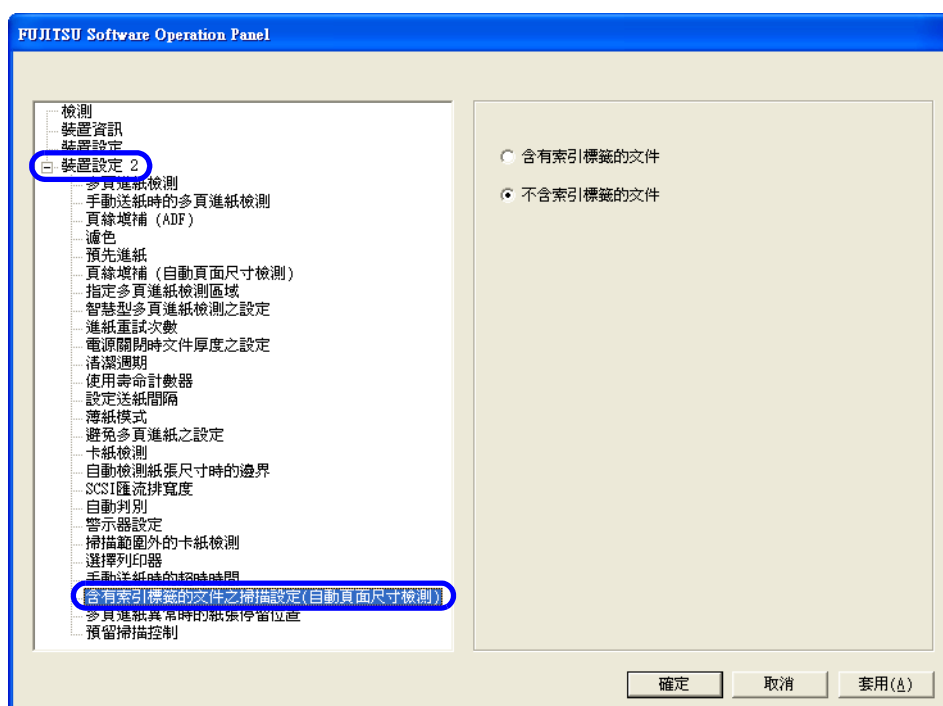 FUJITSU Software Operation Panel
檢測
裝置資訊
裝置設定
裝置設定 2
多頁進紙檢測
手動送紙時的多頁進紙檢測
頁緣填補 (ADF)
濾色
預先進紙
頁緣填補 (自動頁面尺寸檢測)
指定多頁進紙檢測區域
智慧型多頁進紙檢測之設定
進紙重試次數
電源關閉時文件厚度之設定
清潔週期
使用壽命計數器
設定送紙間隔
薄紙模式
避免多頁進紙之設定
卡紙檢測
自動檢測紙張尺寸時的邊界
SCSI匯流排寬度
自動判別
警示器設定
掃描範圍外的卡紙檢測
選擇列印器
手動送紙時的超時時間
含有索引標籤的文件之掃描設定(自動頁面尺寸檢測)
多頁進紙異常時的紙張停留位置
預留掃描控制
含有索引標籤的文件
不含索引標籤的文件
確定
取消
套用(A)